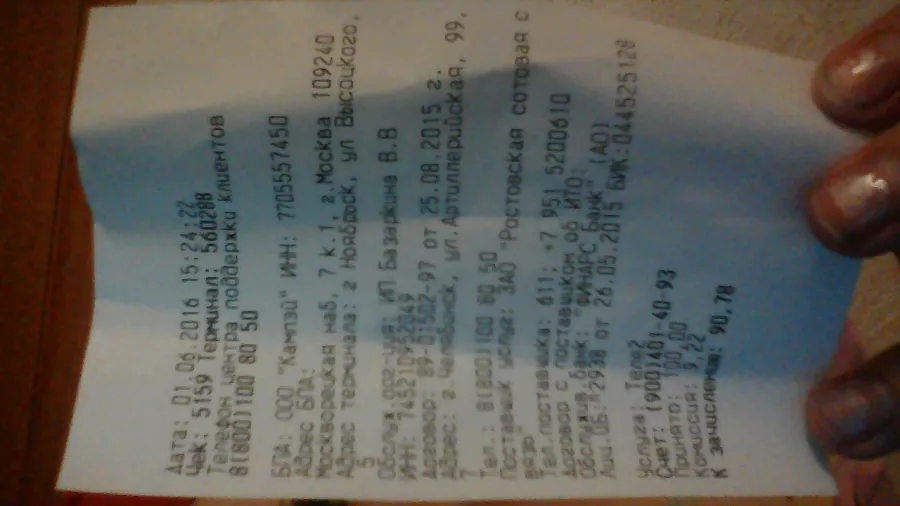 Дата: 01.06.2016 15:24:22
Чек: 5159 Терминал: 560288
Телефон центра поддержки клиентов
8(800)100 80 50
БПА: ООО "Кампэй" ИНН: 7705557450
Адрес БПА:
Москворецкая наб, 7 к.1, г.Москва 109240
Адрес терминала: г Ноябрьск, ул Высоцкого,
5
Обслуж.орг-ция: ИП Базаркина В.В
ИНН: 745210952949
Договор: 89-01502-97 от 25.08.2015 г.
Адрес: г.Челябинск, ул.Артиллерийская, 99,
7
Тел.: 8(800)100 80 50
Поставщик услуг: ЗАО "Ростовская сотовая с
вязь"
Тел.поставщика: 611; +7 951 5200610
Договор с поставщиком об ИТО:
Обслужив.банк: "ФИНАРС Банк" (АО)
Лиц.ЦБ: 2938 от 26.05.2015 БИК:044525128
Услуга: Теле2
Счет: (900)401-40-93
Принято: 100,00
Комиссия: 9,22
К зачислению: 90,78